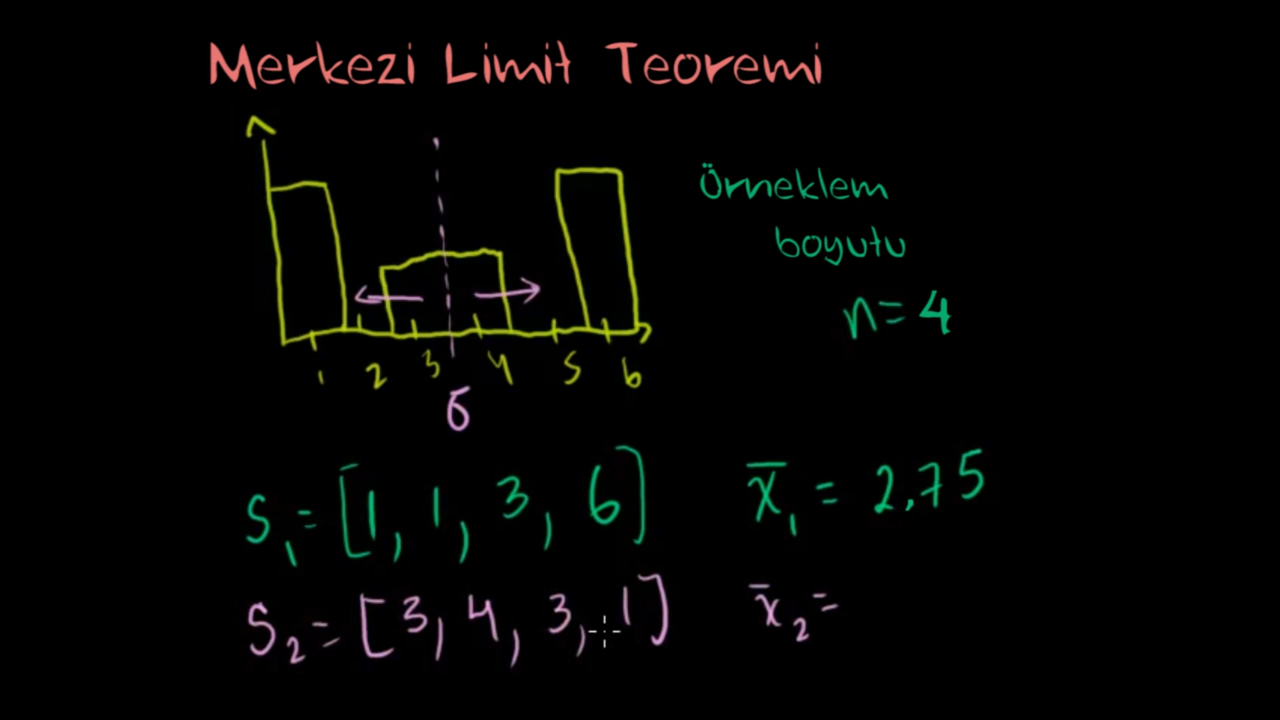 Merkezi Limit Teoremi
Örneklem
boyutu
n = 4
1 2 3 4 5 6
σ
S₁ = [1, 1, 3, 6] x̄₁ = 2.75
S₂ = [3, 4, 3, 1] x̄₂ =